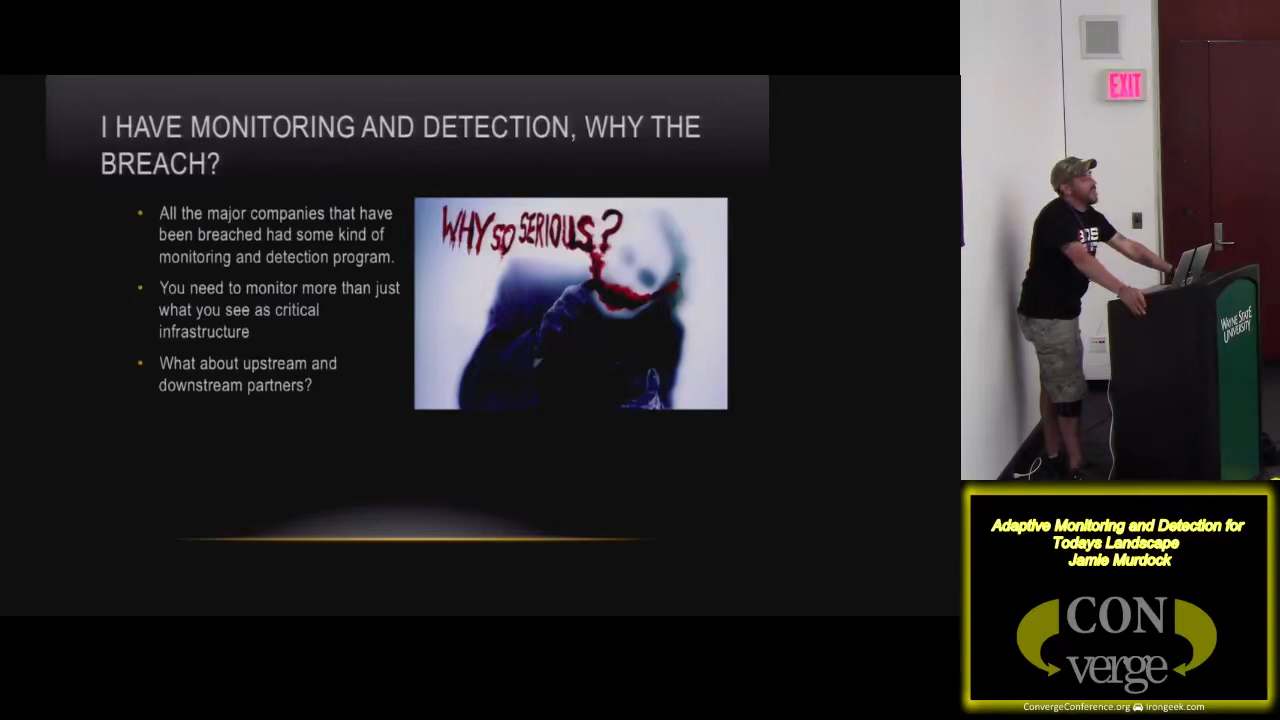 I HAVE MONITORING AND DETECTION, WHY THE
BREACH?
All the major companies that have
been breached had some kind of
monitoring and detection program.
You need to monitor more than just
what you see as critical
infrastructure
What about upstream and
downstream partners?
WHY SO SERIOUS?
EXIT
WAYNE STATE
UNIVERSITY
Adaptive Monitoring and Detection for
Todays Landscape
Jamie Murdock
CON
verge
ConvergeConference.org Irongeek.com